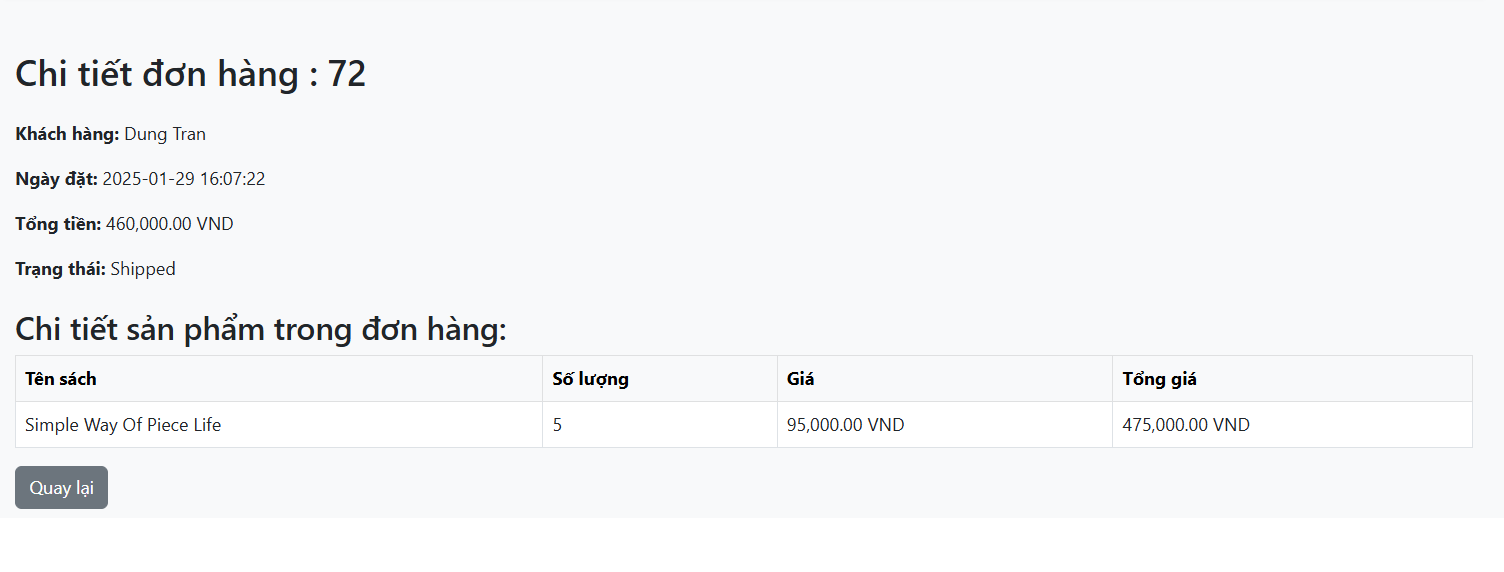 Chi tiết đơn hàng : 72
Khách hàng: Dung Tran
Ngày đặt: 2025-01-29 16:07:22
Tổng tiền: 460,000.00 VND
Trạng thái: Shipped
Chi tiết sản phẩm trong đơn hàng:
Tên sách Số lượng Giá Tổng giá
Simple Way Of Piece Life 5 95,000.00 VND 475,000.00 VND
Quay lại